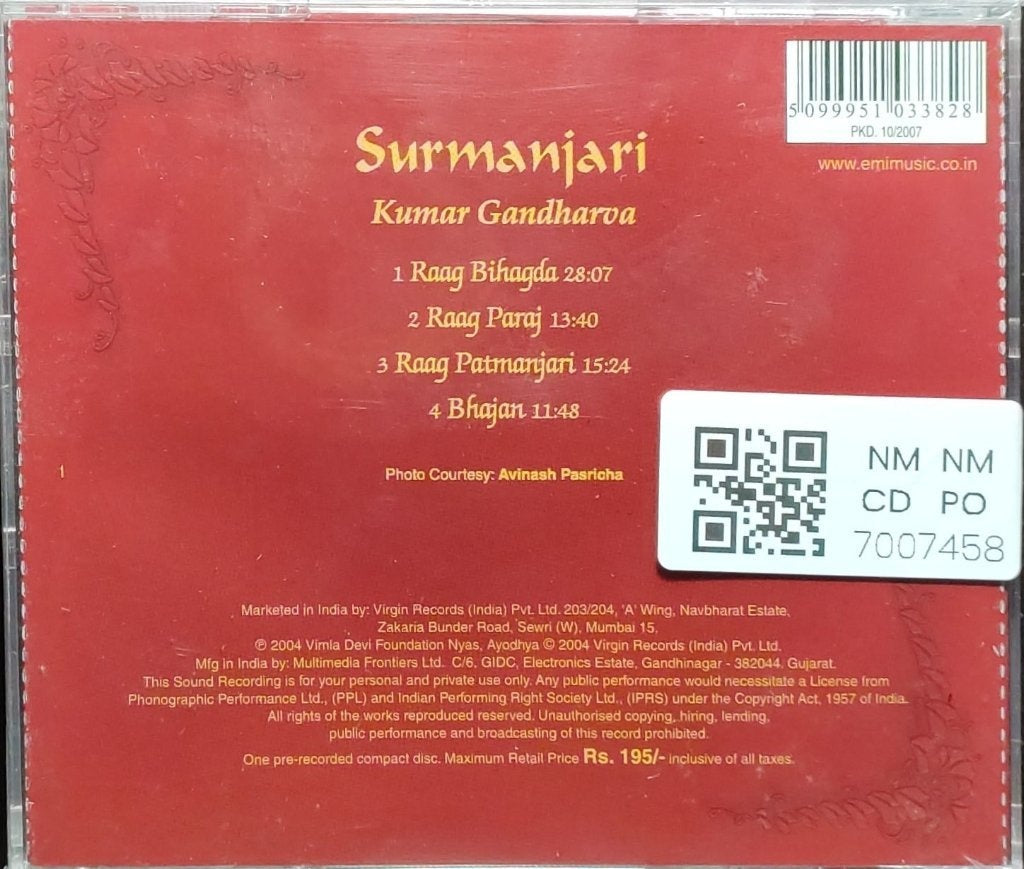 5 099951 033828
PKD. 10/2007
www.emimusic.co.in
Surmanjari
Kumar Gandharva
1 Raag Bihagda 28:07
2 Raag Paraj 13:40
3 Raag Patmanjari 15:24
4 Bhajan 11:48
Photo Courtesy: Avinash Pasricha
NM NM
CD PO
7007458
Marketed in India by: Virgin Records (India) Pvt. Ltd. 203/204, 'A' Wing, Navbharat Estate,
Zakaria Bunder Road, Sewri (W), Mumbai 15,
℗ 2004 Vimla Devi Foundation Nyas, Ayodhya © 2004 Virgin Records (India) Pvt. Ltd.
Mfg in India by: Multimedia Frontiers Ltd. C/6, GIDC, Electronics Estate, Gandhinagar - 382044. Gujarat.
This Sound Recording is for your personal and private use only. Any public performance would necessitate a License from
Phonographic Performance Ltd., (PPL) and Indian Performing Right Society Ltd., (IPRS) under the Copyright Act, 1957 of India.
All rights of the works reproduced reserved. Unauthorised copying, hiring, lending,
public performance and broadcasting of this record prohibited.
One pre-recorded compact disc. Maximum Retail Price Rs. 195/- inclusive of all taxes.